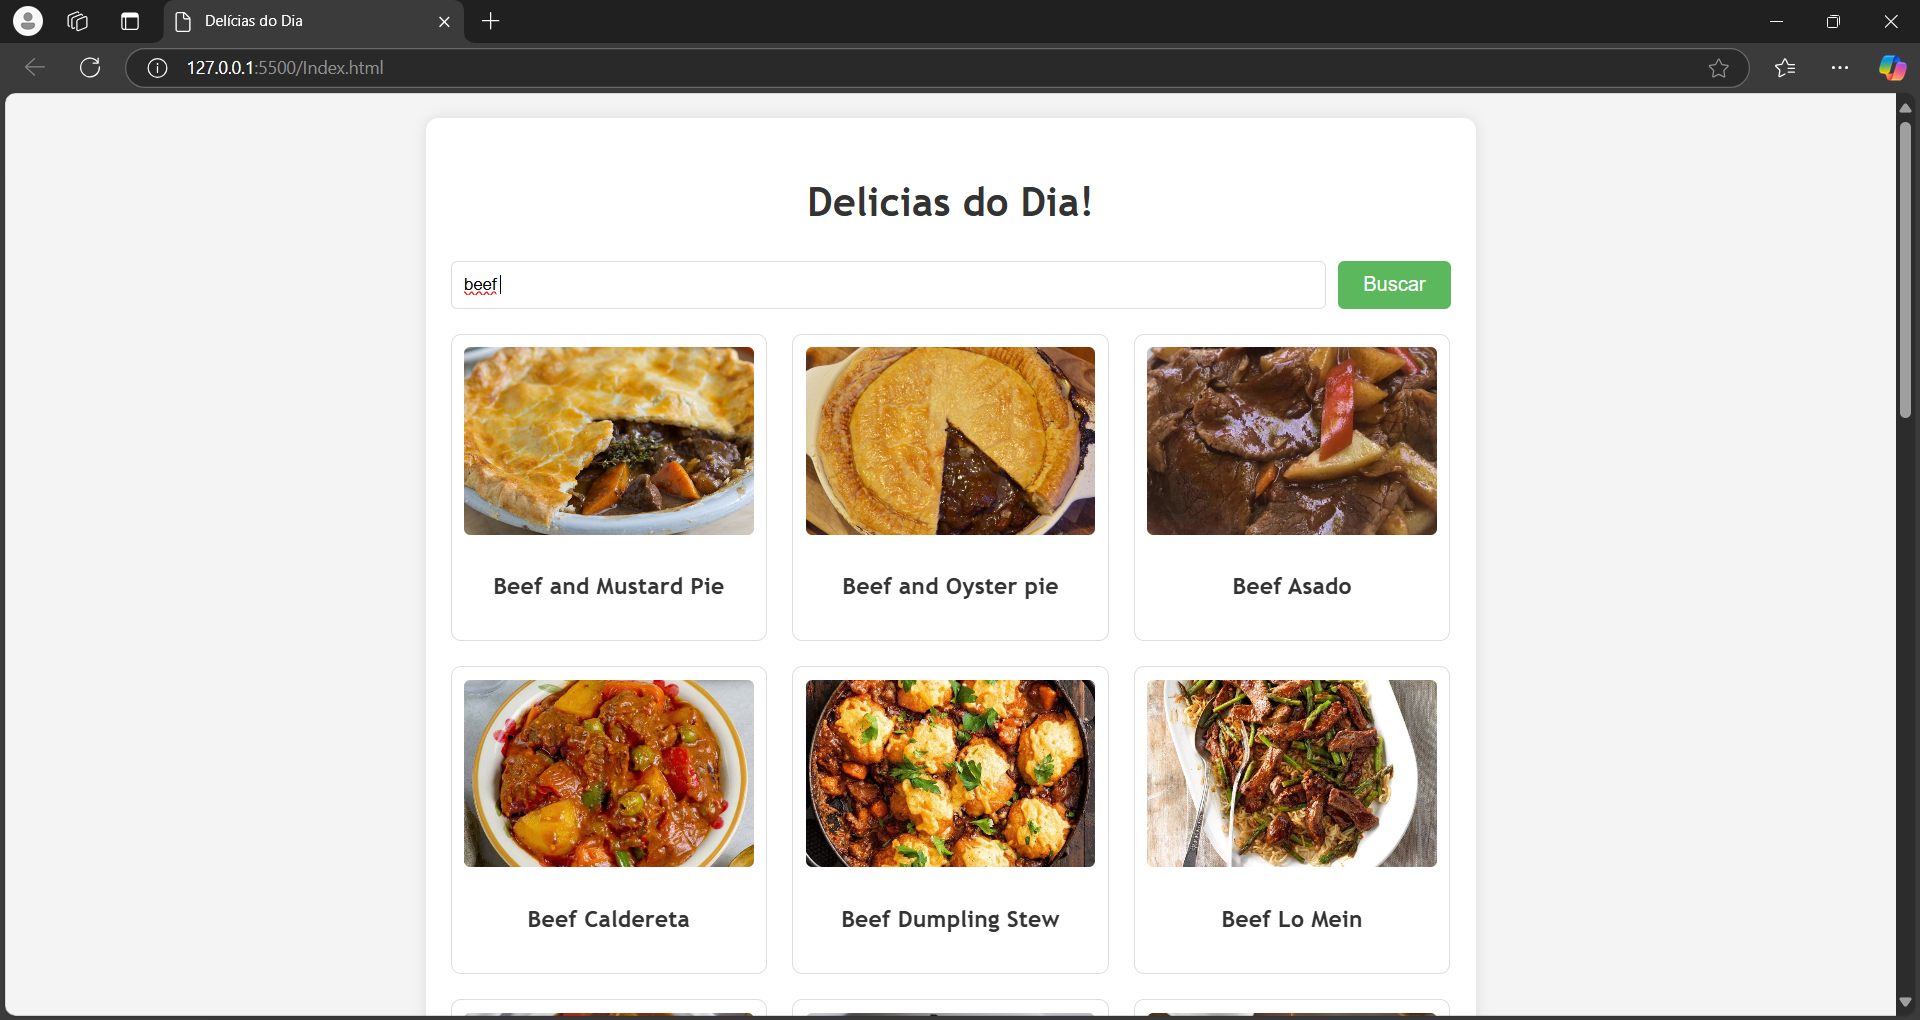 Delícias do Dia
127.0.0.1:5500/Index.html
Delicias do Dia!
beef
Buscar
Beef and Mustard Pie
Beef and Oyster pie
Beef Asado
Beef Caldereta
Beef Dumpling Stew
Beef Lo Mein